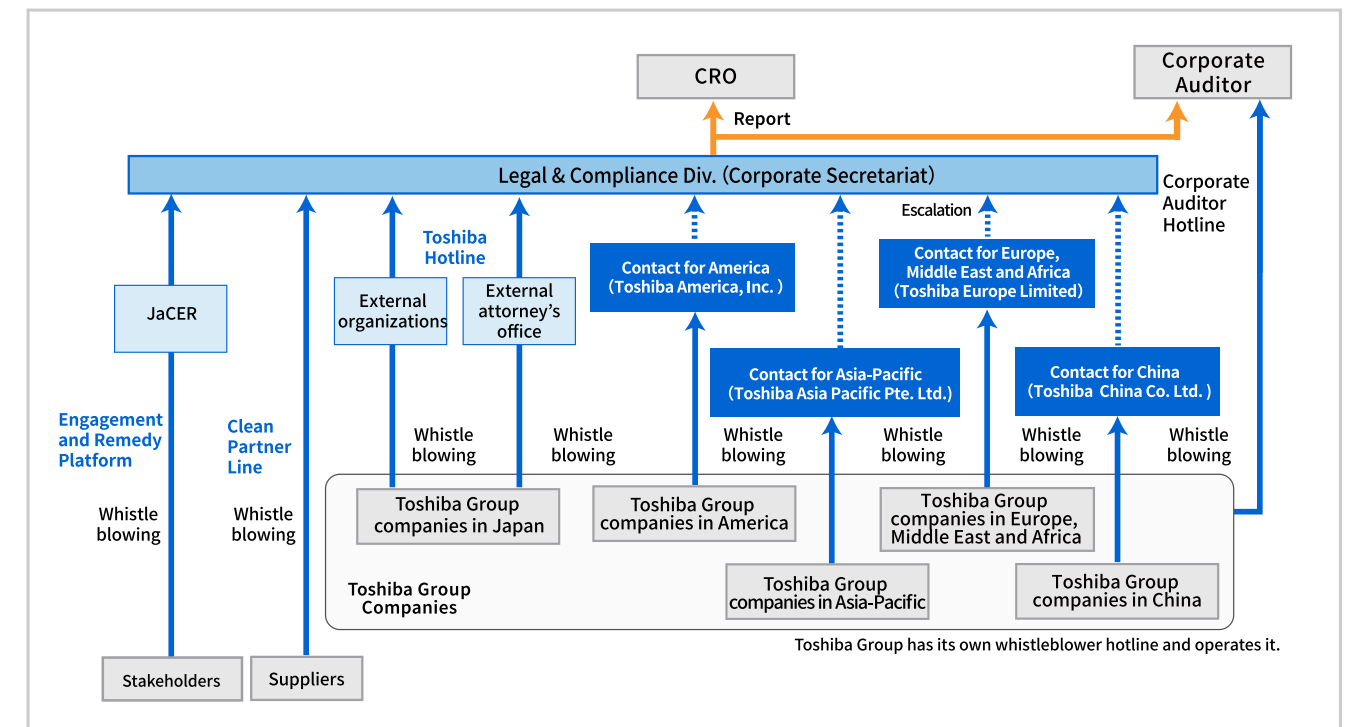 CRO
Corporate
Auditor
Report
Legal & Compliance Div. (Corporate Secretariat)
Corporate
Auditor
Hotline
Escalation
Toshiba
Hotline
Contact for America
(Toshiba America, Inc. )
Contact for Europe,
Middle East and Africa
(Toshiba Europe Limited)
JaCER
External
organizations
External
attorney's
office
Contact for Asia-Pacific
(Toshiba Asia Pacific Pte. Ltd.)
Contact for China
(Toshiba China Co. Ltd. )
Engagement
and Remedy
Platform
Clean
Partner
Line
Whistle
blowing
Whistle
blowing
Whistle
blowing
Whistle
blowing
Whistle
blowing
Whistle
blowing
Whistle
blowing
Whistle
blowing
Toshiba Group
companies in Japan
Toshiba Group
companies in America
Toshiba Group
companies in Europe,
Middle East and Africa
Toshiba Group
Companies
Toshiba Group
companies in Asia-Pacific
Toshiba Group
companies in China
Toshiba Group has its own whistleblower hotline and operates it.
Stakeholders
Suppliers